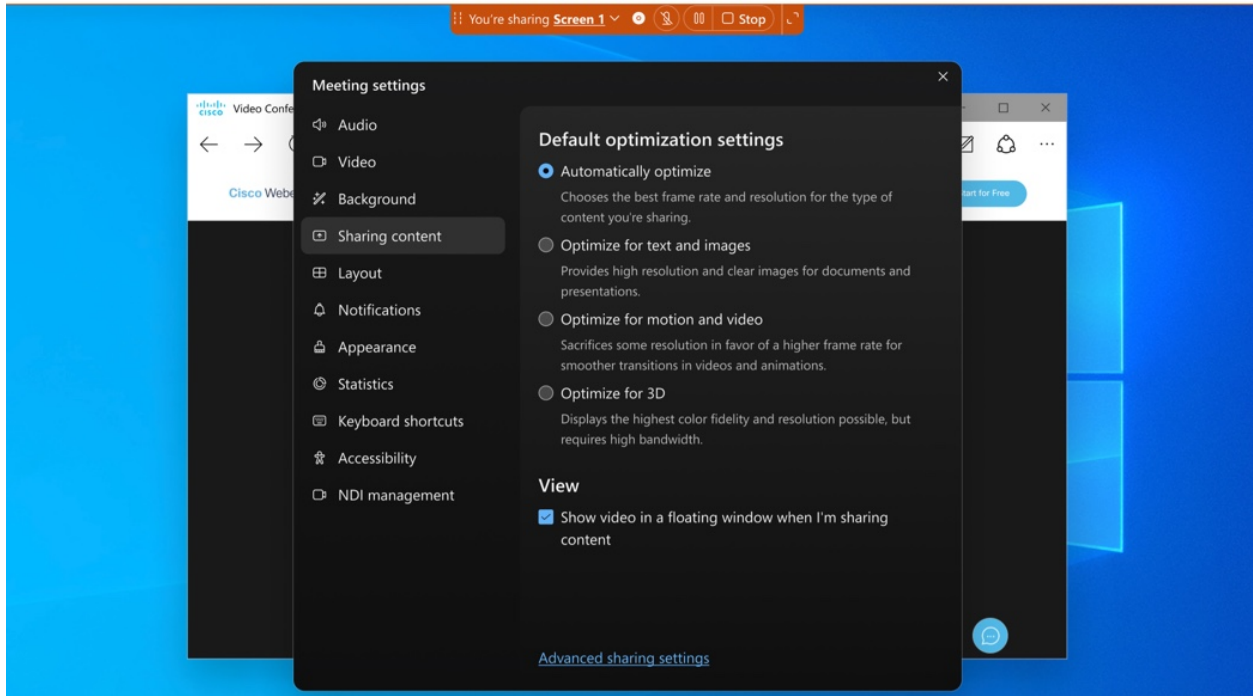 You're sharing Screen 1
Stop
Meeting settings
cisco
Video Confe
Cisco Webe
Audio
Video
Background
Sharing content
Layout
Notifications
Appearance
Statistics
Keyboard shortcuts
Accessibility
NDI management
Default optimization settings
Automatically optimize
Chooses the best frame rate and resolution for the type of
content you're sharing.
Optimize for text and images
Provides high resolution and clear images for documents and
presentations.
Optimize for motion and video
Sacrifices some resolution in favor of a higher frame rate for
smoother transitions in videos and animations.
Optimize for 3D
Displays the highest color fidelity and resolution possible, but
requires high bandwidth.
View
Show video in a floating window when I'm sharing
content
Advanced sharing settings
tart for Free